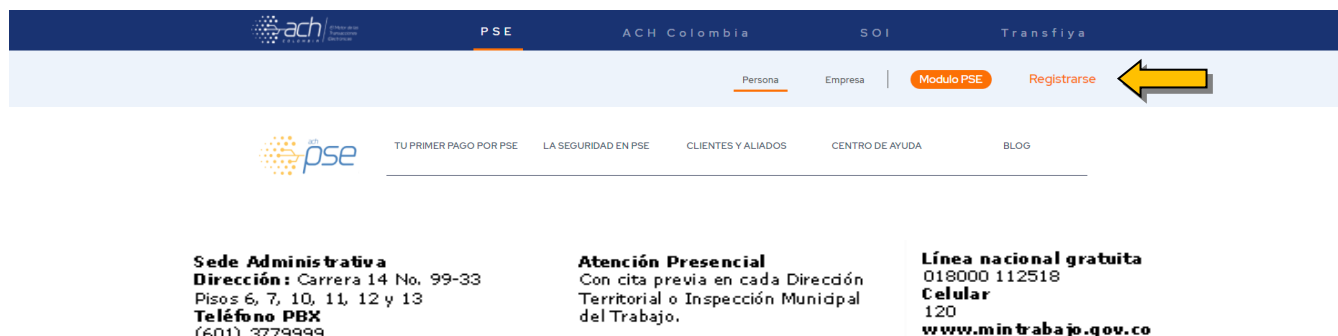 ach
COLOMBIA
PSE
ACH Colombia
SOI
Transfiya
Persona
Empresa
Modulo PSE
Registrarse
ach
pse
TU PRIMER PAGO POR PSE
LA SEGURIDAD EN PSE
CLIENTES Y ALIADOS
CENTRO DE AYUDA
BLOG
Sede Administrativa
Dirección: Carrera 14 No. 99-33
Pisos 6, 7, 10, 11, 12 y 13
Teléfono PBX
(601) 3779999
Atención Presencial
Con cita previa en cada Dirección
Territorial o Inspección Municipal
del Trabajo.
Línea nacional gratuita
018000 112518
Celular
120
www.mintrabajo.gov.co